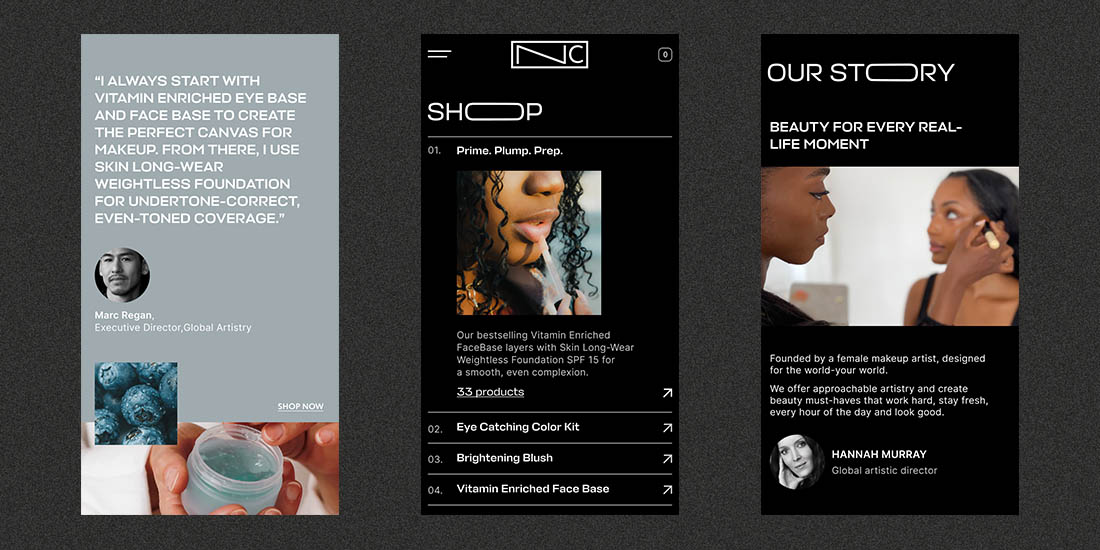 “I ALWAYS START WITH
VITAMIN ENRICHED EYE BASE
AND FACE BASE TO CREATE
THE PERFECT CANVAS FOR
MAKEUP. FROM THERE, I USE
SKIN LONG-WEAR
WEIGHTLESS FOUNDATION
FOR UNDERTONE-CORRECT,
EVEN-TONED COVERAGE.”
Marc Regan,
Executive Director,Global Artistry
SHOP NOW
NC
0
SHOP
01. Prime. Plump. Prep.
Our bestselling Vitamin Enriched
FaceBase layers with Skin Long-Wear
Weightless Foundation SPF 15 for
a smooth, even complexion.
33 products
02. Eye Catching Color Kit
03. Brightening Blush
04. Vitamin Enriched Face Base
OUR STORY
BEAUTY FOR EVERY REAL-
LIFE MOMENT
Founded by a female makeup artist, designed
for the world-your world.
We offer approachable artistry and create
beauty must-haves that work hard, stay fresh,
every hour of the day and look good.
HANNAH MURRAY
Global artistic director